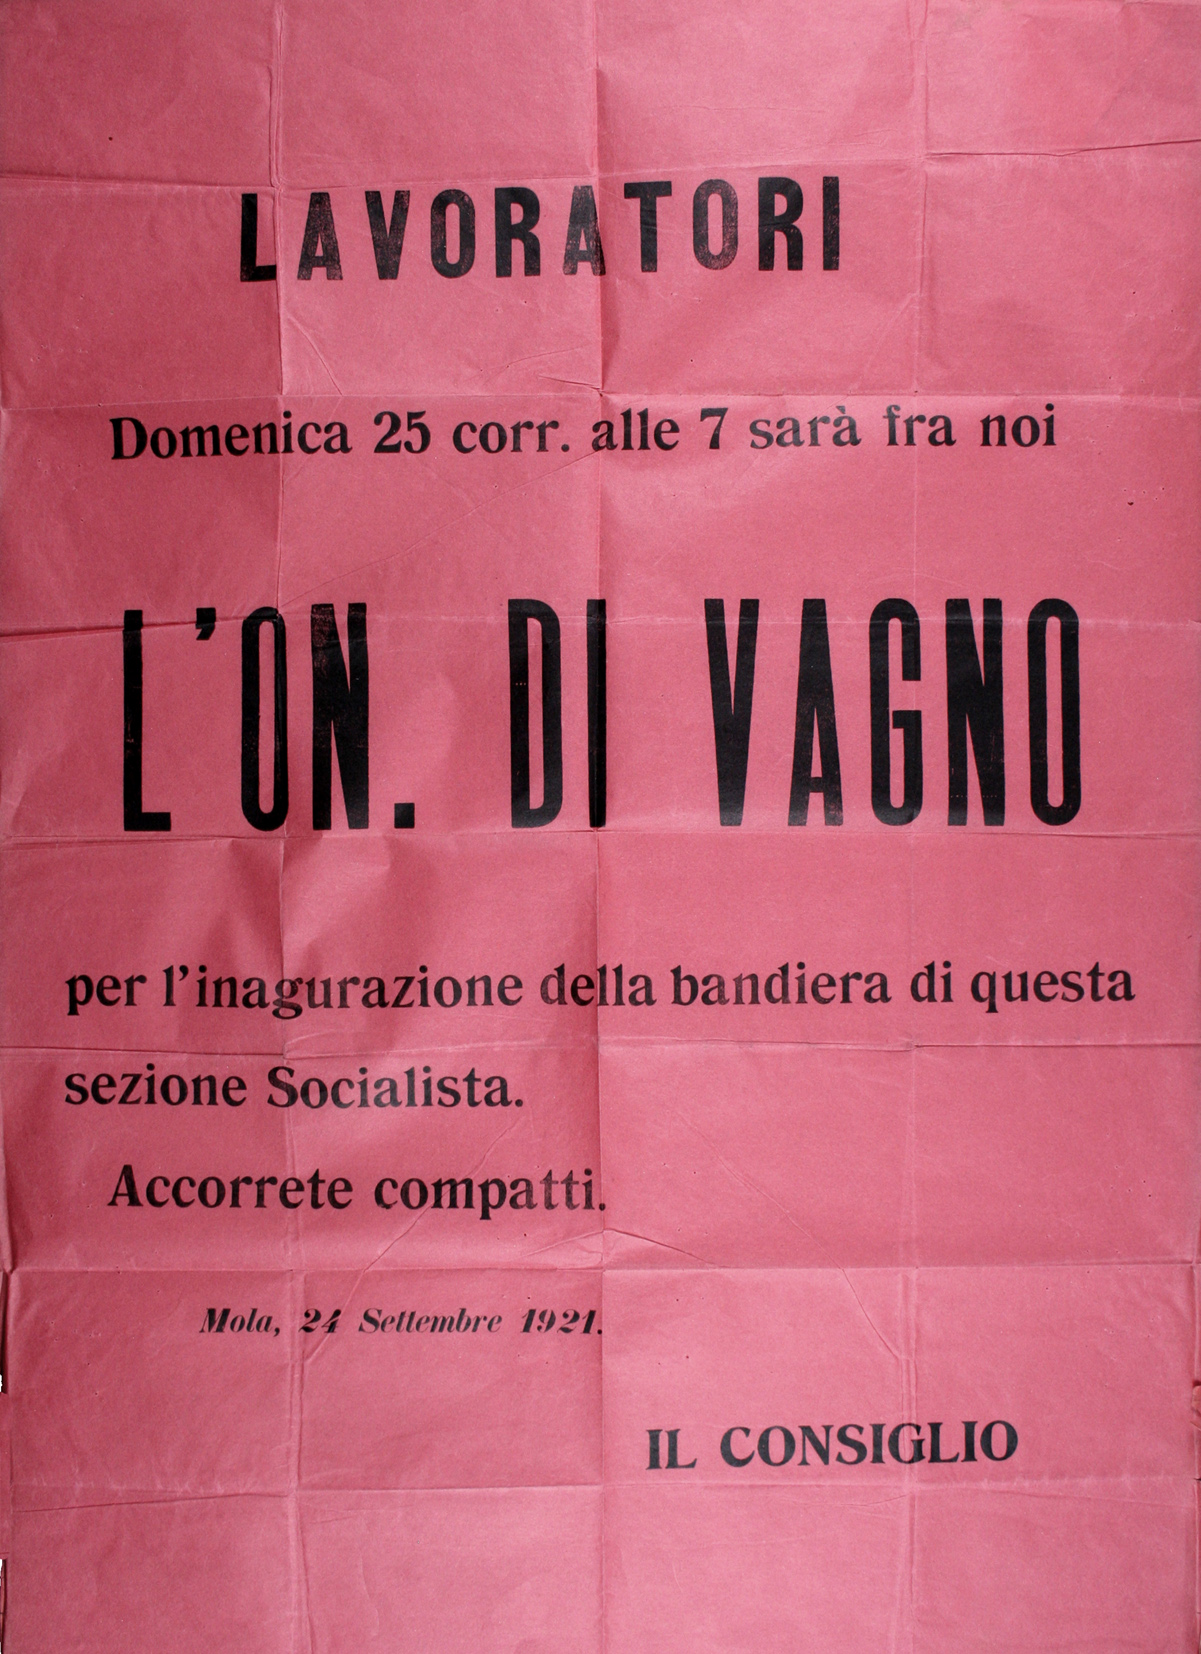 LAVORATORI
Domenica 25 corr. alle 7 sarà fra noi
L'ON. DI VAGNO
per l'inagurazione della bandiera di questa
sezione Socialista.
Accorrete compatti.
Mola, 24 Settembre 1921.
IL CONSIGLIO